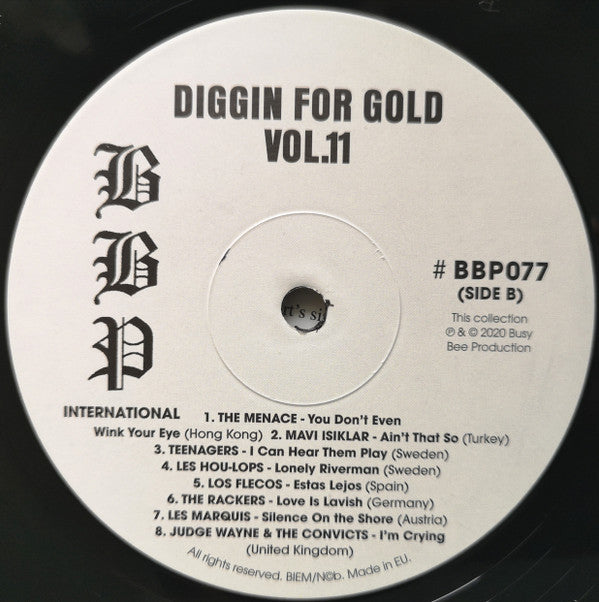 DIGGIN FOR GOLD
VOL.11
B
B
P
# BBP077
(SIDE B)
This collection
℗ & © 2020 Busy
Bee Production
rt's si
INTERNATIONAL
1. THE MENACE - You Don't Even
Wink Your Eye (Hong Kong) 2. MAVI ISIKLAR - Ain't That So (Turkey)
3. TEENAGERS - I Can Hear Them Play (Sweden)
4. LES HOU-LOPS - Lonely Riverman (Sweden)
5. LOS FLECOS - Estas Lejos (Spain)
6. THE RACKERS - Love Is Lavish (Germany)
7. LES MARQUIS - Silence On the Shore (Austria)
8. JUDGE WAYNE & THE CONVICTS - I'm Crying
(United Kingdom)
All rights reserved. BIEM/N©b. Made in EU.